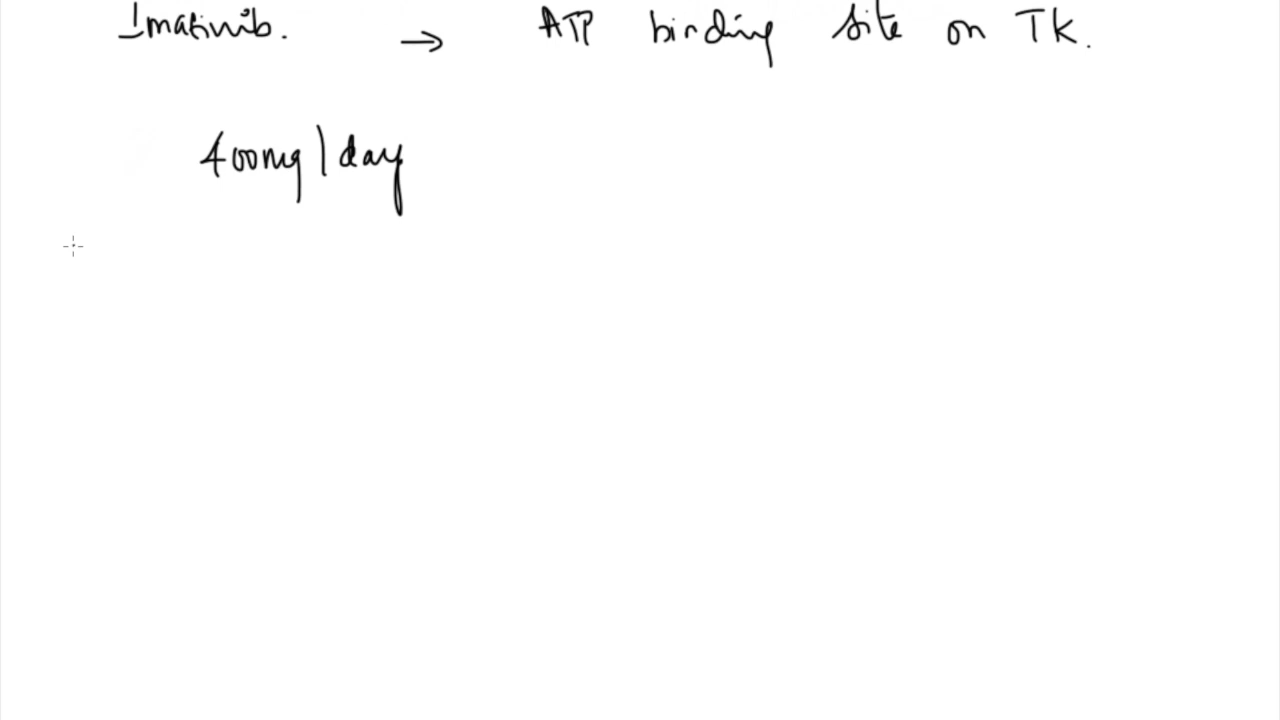 Imatinib. → ATP binding site on TK.
400mg/day